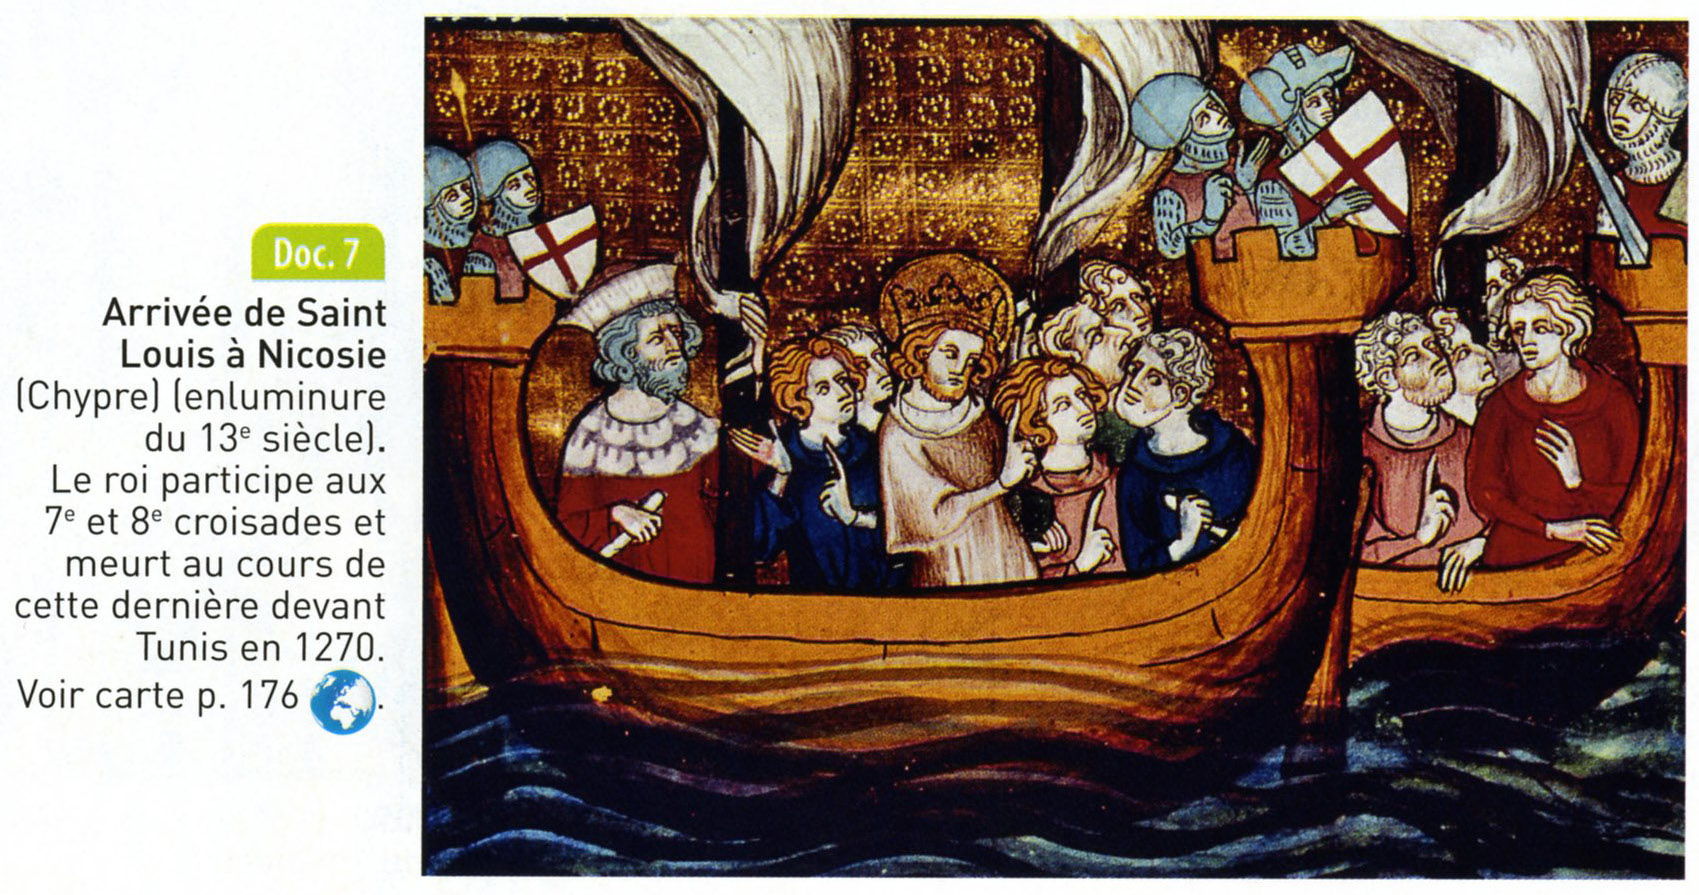 Doc. 7
Arrivée de Saint
Louis à Nicosie
(Chypre) (enluminure
du 13e siècle).
Le roi participe aux
7e et 8e croisades et
meurt au cours de
cette dernière devant
Tunis en 1270.
Voir carte p. 176 .